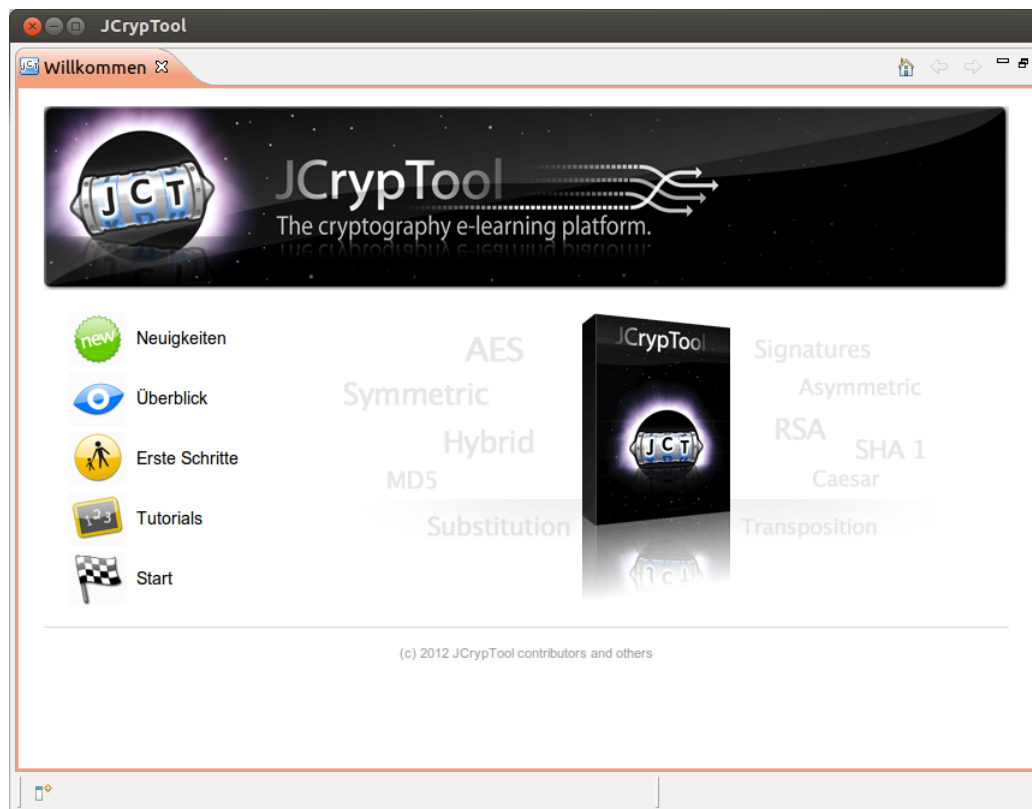 JCrypTool
Willkommen
JCT
JCrypTool
The cryptography e-learning platform.
new
Neuigkeiten
Überblick
Erste Schritte
123
Tutorials
Start
AES
Symmetric
Hybrid
MD5
Substitution
JCrypTool
JCT
Signatures
Asymmetric
RSA
SHA 1
Caesar
Transposition
(c) 2012 JCrypTool contributors and others